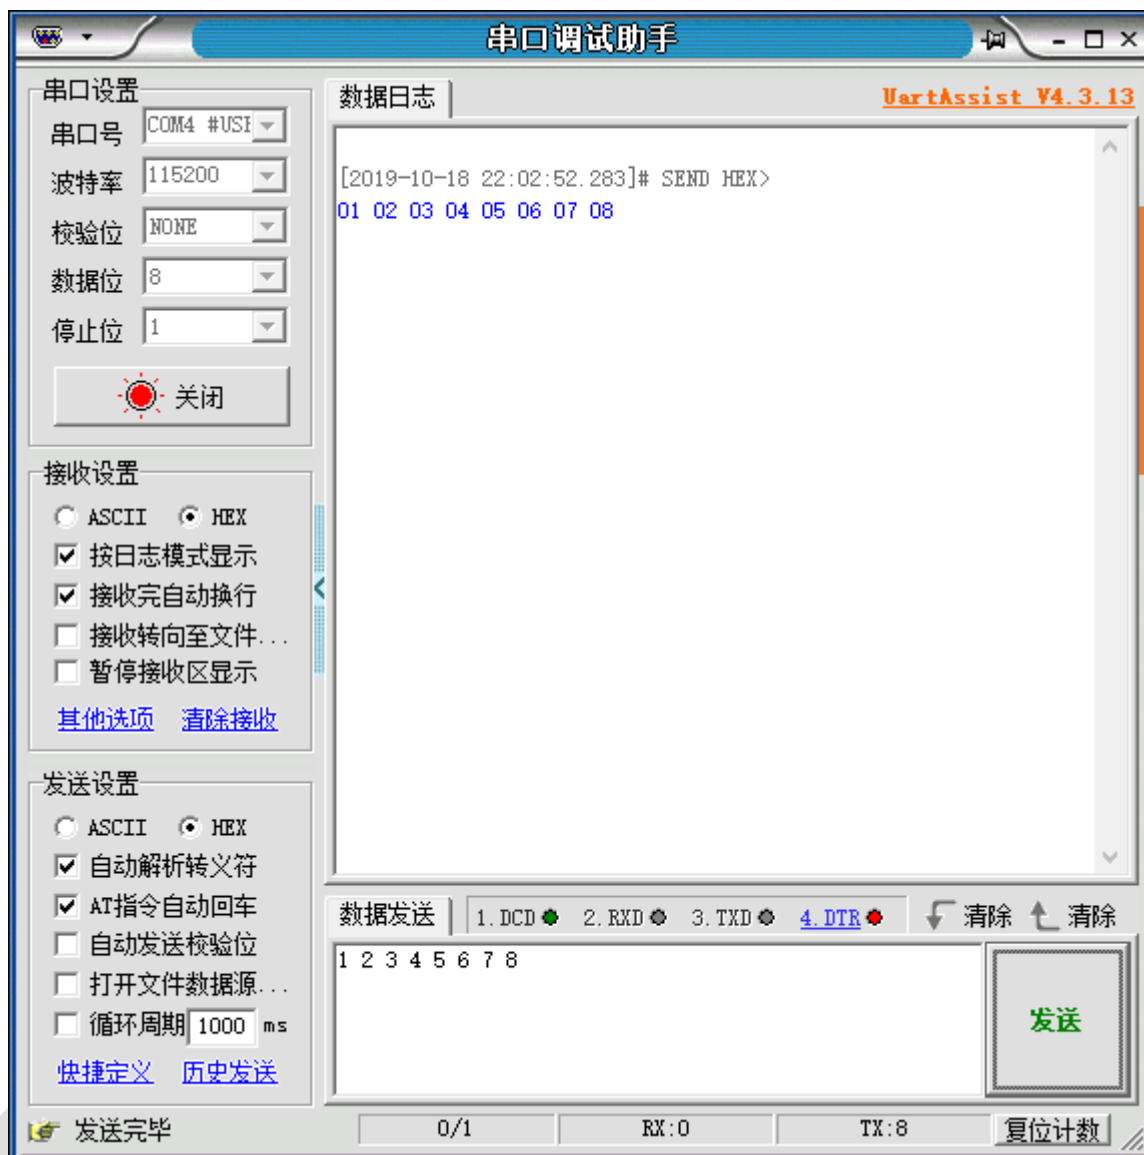 串口调试助手
串口设置
串口号 COM4 #USB
波特率 115200
校验位 NONE
数据位 8
停止位 1
关闭
接收设置
ASCII HEX
按日志模式显示
接收完自动换行
接收转向至文件...
暂停接收区显示
其他选项 清除接收
发送设置
ASCII HEX
自动解析转义符
AT指令自动回车
自动发送校验位
打开文件数据源...
循环周期 1000 ms
快捷定义 历史发送
数据日志 UartAssist V4.3.13
[2019-10-18 22:02:52.283]# SEND HEX>
01 02 03 04 05 06 07 08
数据发送 1.DCD 2.RXD 3.TXD 4.DTR 清除 清除
1 2 3 4 5 6 7 8
发送
发送完毕 0/1 RX:0 TX:8 复位计数